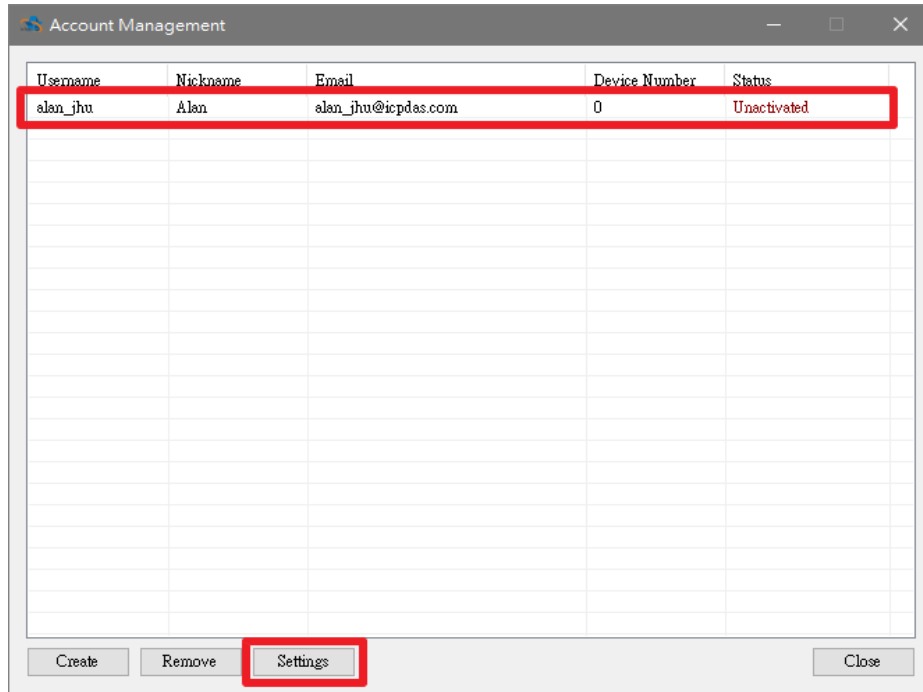 Account Management
Username Nickname Email Device Number Status
alan_jhu Alan alan_jhu@icpdas.com 0 Unactivated
Create Remove Settings Close